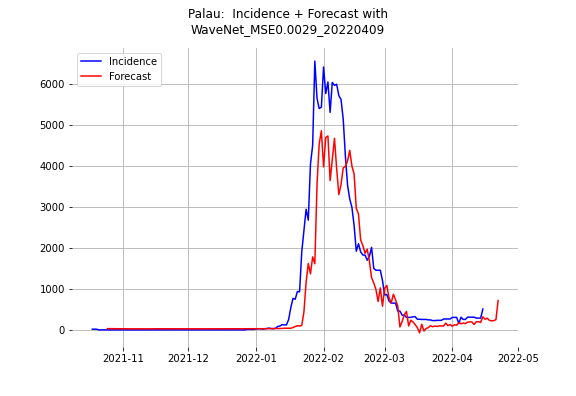 Palau:  Incidence + Forecast with
WaveNet_MSE0.0029_20220409
Incidence
Forecast
6000
5000
4000
3000
2000
1000
0
2021-11 2021-12 2022-01 2022-02 2022-03 2022-04 2022-05